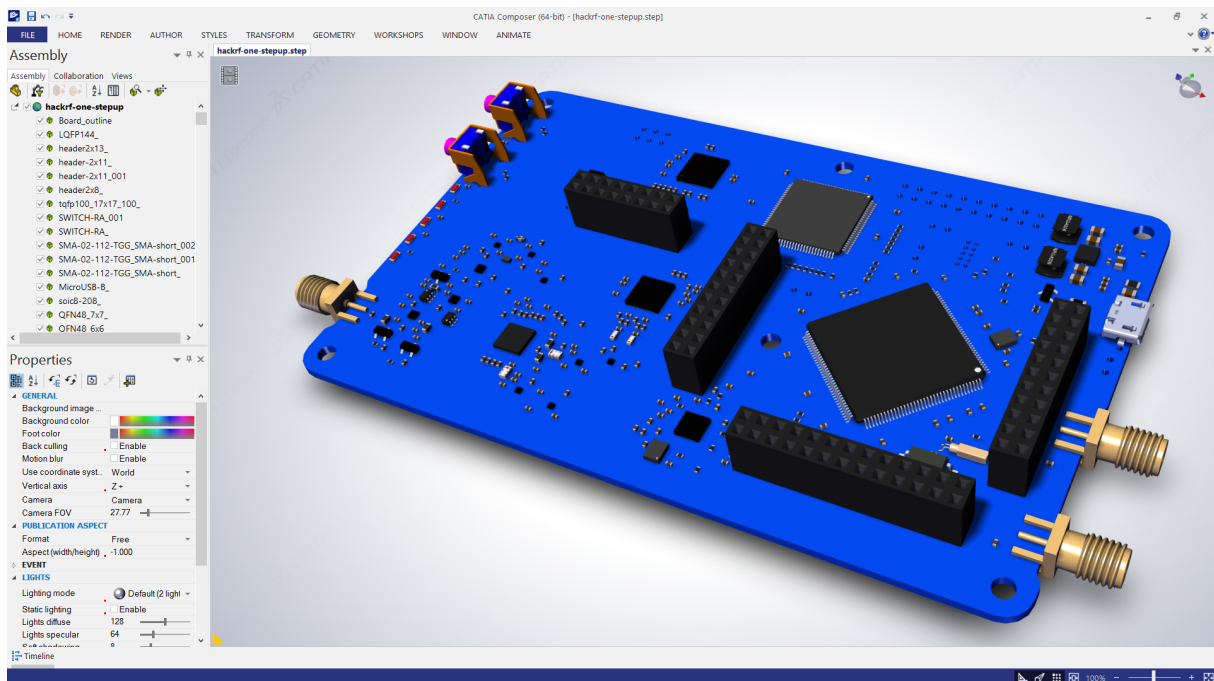 CATIA Composer (64-bit) - [hackrf-one-stepup.step]
FILE HOME RENDER AUTHOR STYLES TRANSFORM GEOMETRY WORKSHOPS WINDOW ANIMATE
Assembly
hackrf-one-stepup.step
Assembly Collaboration Views
hackrf-one-stepup
Board_outline
LQFP144_
header2x13_
header-2x11_
header-2x11_001
header2x8_
tqfp100_17x17_100_
SWITCH-RA_001
SWITCH-RA_
SMA-02-112-TGG_SMA-short_002
SMA-02-112-TGG_SMA-short_001
SMA-02-112-TGG_SMA-short_
MicroUSB-B_
soic8-208_
QFN48_7x7_
QFN48_6x6
Properties
GENERAL
Background image ...
Background color
Foot color
Back culling Enable
Motion blur Enable
Use coordinate syst... World
Vertical axis Z+
Camera Camera
Camera FOV 27.77
PUBLICATION ASPECT
Format Free
Aspect (width/height) -1.000
EVENT
LIGHTS
Lighting mode Default (2 light
Static lighting Enable
Lights diffuse 128
Lights specular 64
Soft shadowing 8
Timeline
100%